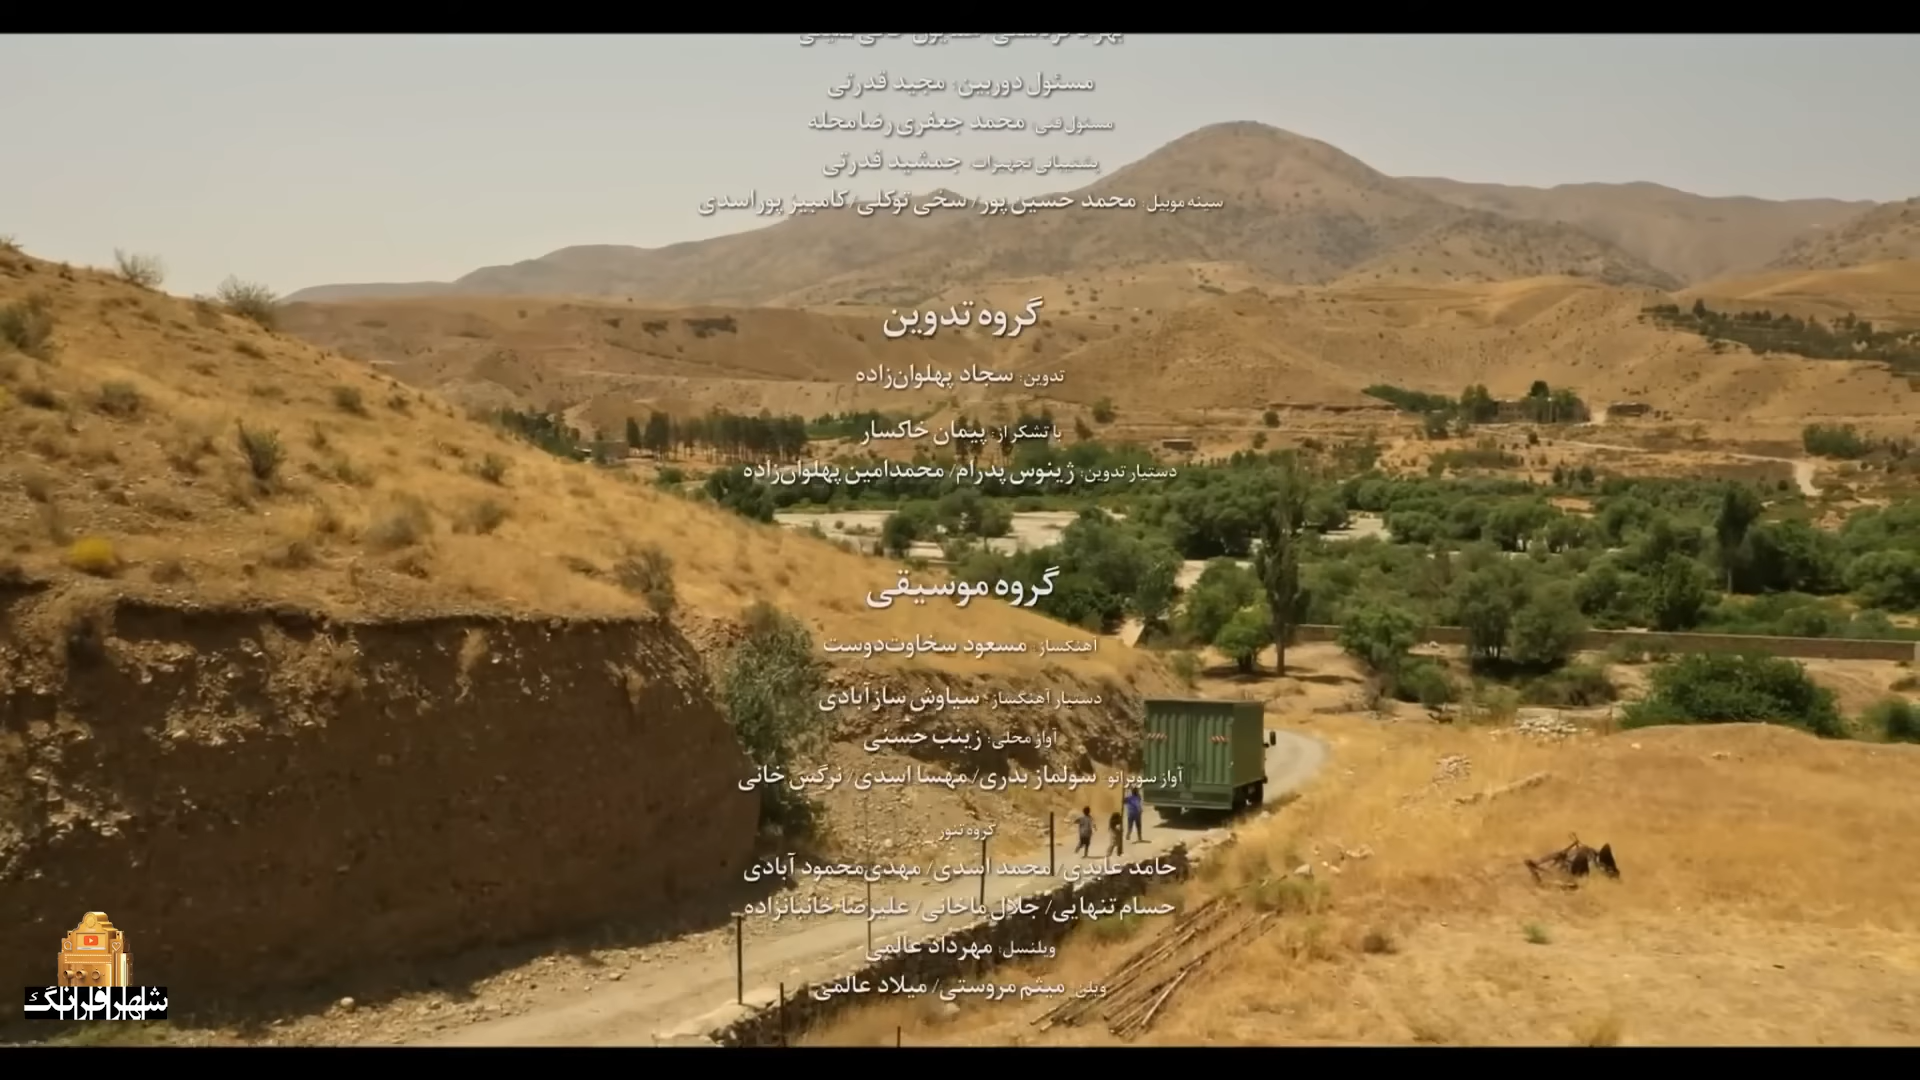 مسئول دوربین: مجید قدرتی
مسئول فنی: محمد جعفری رضامحله
پشتیبانی تجهیزات: جمشید قدرتی
سینه موبیل: محمد حسین پور/ سخی توکلی/ کامبیز پوراسدی
گروه تدوین
تدوین: سجاد پهلوان‌زاده
با تشکر از: پیمان خاکسار
دستیار تدوین: ژینوس پدرام/ محمدامین پهلوان‌زاده
گروه موسیقی
آهنگساز: مسعود سخاوت‌دوست
دستیار آهنگساز: سیاوش سازآبادی
آواز محلی: زینب حسنی
آواز سوپرانو: سولماز بدری/ مهسا اسدی/ نرگس خانی
گروه تنور
حامد عابدی/ محمد اسدی/ مهدی‌محمود آبادی
حسام تنهایی/ جلال ماخانی/ علیرضا خانبانزاده
ویلنسل: مهرداد عالمی
ویلن: میثم مروستی/ میلاد عالمی
شهر فرانگ